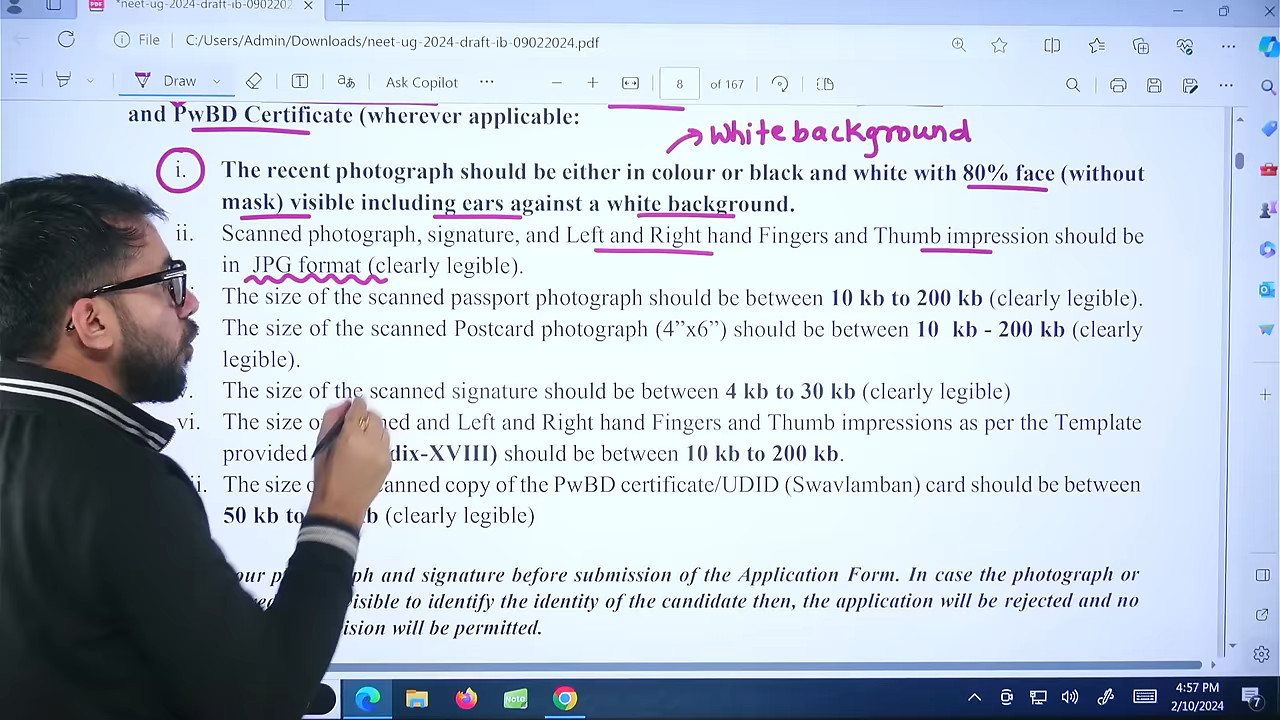 *neet-ug-2024-draft-ib-0902202
File C:/Users/Admin/Downloads/neet-ug-2024-draft-ib-09022024.pdf
Draw aあ Ask Copilot 8 of 167
and PwBD Certificate (wherever applicable:
White background
i. The recent photograph should be either in colour or black and white with 80% face (without
mask) visible including ears against a white background.
ii. Scanned photograph, signature, and Left and Right hand Fingers and Thumb impression should be
in JPG format (clearly legible).
The size of the scanned passport photograph should be between 10 kb to 200 kb (clearly legible).
The size of the scanned Postcard photograph (4”x6”) should be between 10 kb - 200 kb (clearly
legible).
The size of the scanned signature should be between 4 kb to 30 kb (clearly legible)
vi. The size and Left and Right hand Fingers and Thumb impressions as per the Template
provided dix-XVIII) should be between 10 kb to 200 kb.
The size copy of the PwBD certificate/UDID (Swavlamban) card should be between
50 kb to (clearly legible)
and signature before submission of the Application Form. In case the photograph or
to identify the identity of the candidate then, the application will be rejected and no
will be permitted.
Note
4:57 PM
2/10/2024
7